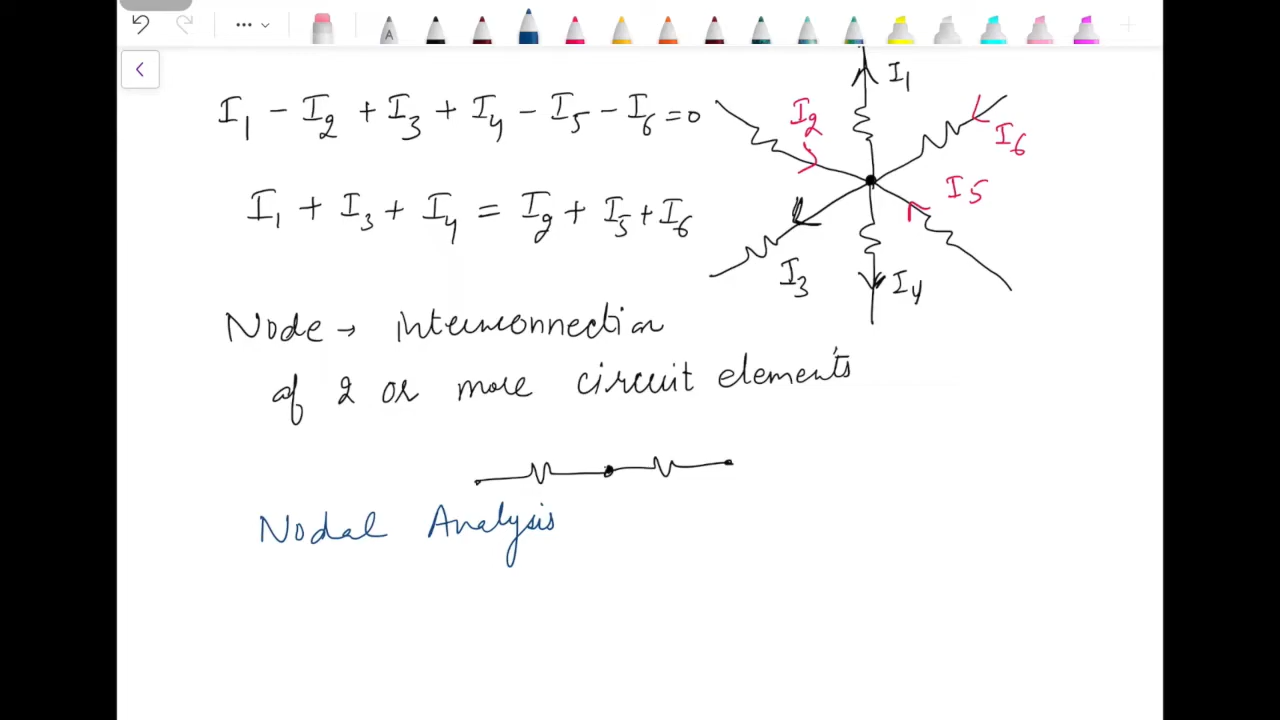 I1 - I2 + I3 + I4 - I5 - I6 = 0
I1 + I3 + I4 = I2 + I5 + I6
I1
I2
I6
I5
I3
I4
Node → interconnection
of 2 or more circuit elements
Nodal Analysis
A